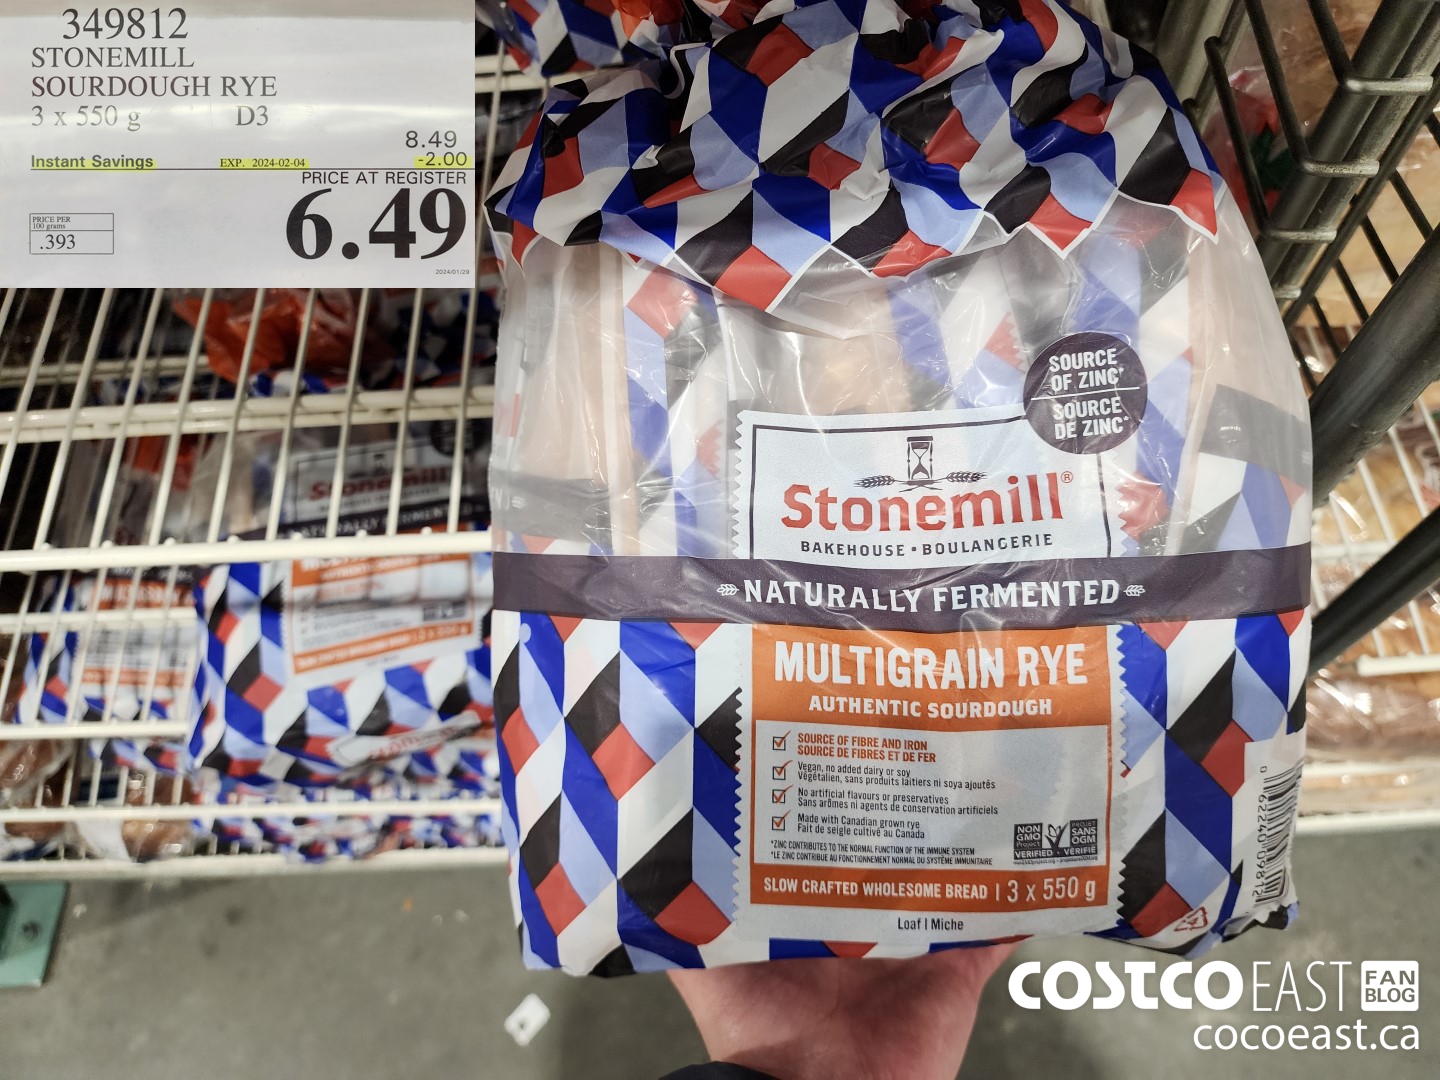 349812
STONEMILL
SOURDOUGH RYE
3 x 550 g D3
8.49
Instant Savings EXP. 2024-02-04 -2.00
PRICE AT REGISTER
6.49
PRICE PER
100 grams
.393
2024/01/29
SOURCE
OF ZINC*
SOURCE
DE ZINC*
Stonemill®
BAKEHOUSE • BOULANGERIE
NATURALLY FERMENTED
MULTIGRAIN RYE
AUTHENTIC SOURDOUGH
SOURCE OF FIBRE AND IRON
SOURCE DE FIBRES ET DE FER
Vegan, no added dairy or soy
Végétalien, sans produits laitiers ni soya ajoutés
No artificial flavours or preservatives
Sans arômes ni agents de conservation artificiels
Made with Canadian grown rye
Fait de seigle cultivé au Canada
*ZINC CONTRIBUTES TO THE NORMAL FUNCTION OF THE IMMUNE SYSTEM
*LE ZINC CONTRIBUE AU FONCTIONNEMENT NORMAL DU SYSTÈME IMMUNITAIRE
NON
GMO
Project
VERIFIED
PROJET
SANS
OGM
VÉRIFIÉ
SLOW CRAFTED WHOLESOME BREAD | 3 x 550 g
Loaf | Miche
0 62240 09812
Stonemill
NATURALLY FERMENTED
COSTCO EAST FAN
BLOG
cocoeast.ca